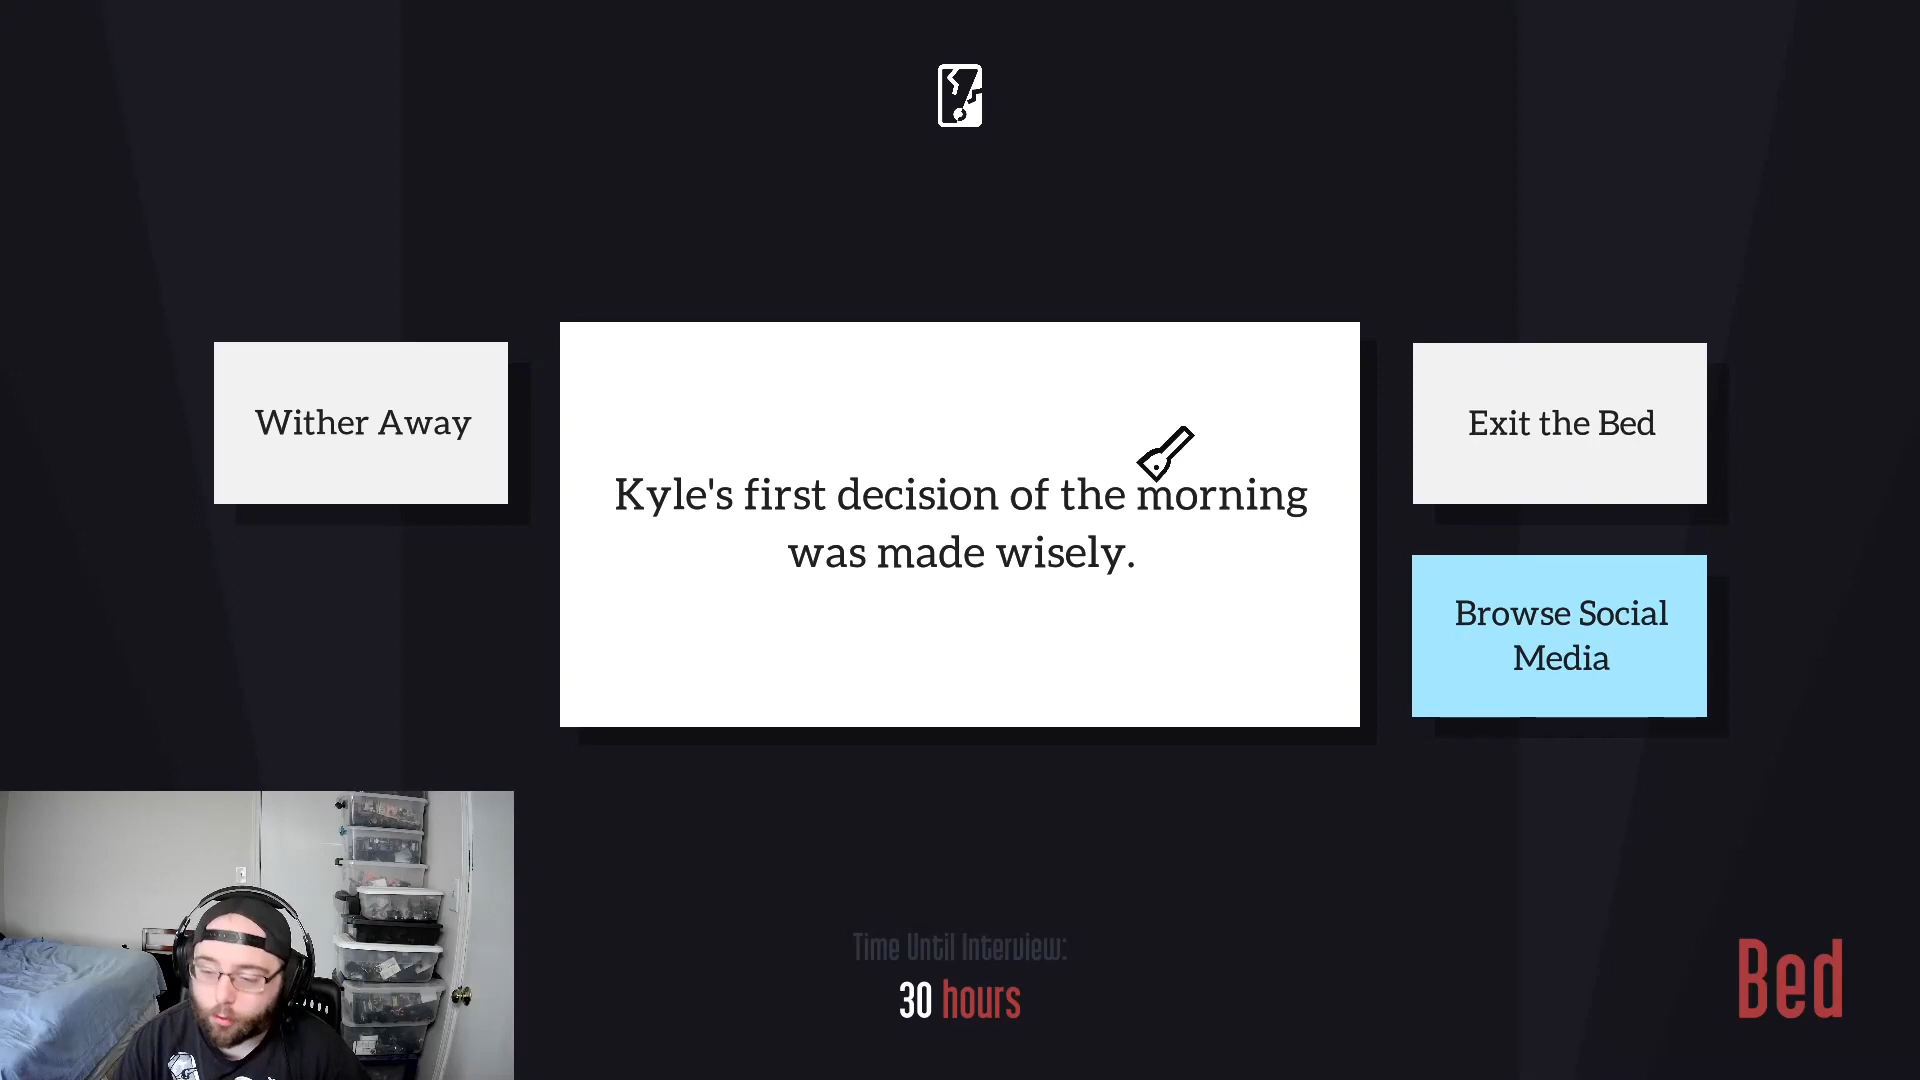 Wither Away
Kyle's first decision of the morning
was made wisely.
Exit the Bed
Browse Social
Media
Time Until Interview:
30 hours
Bed